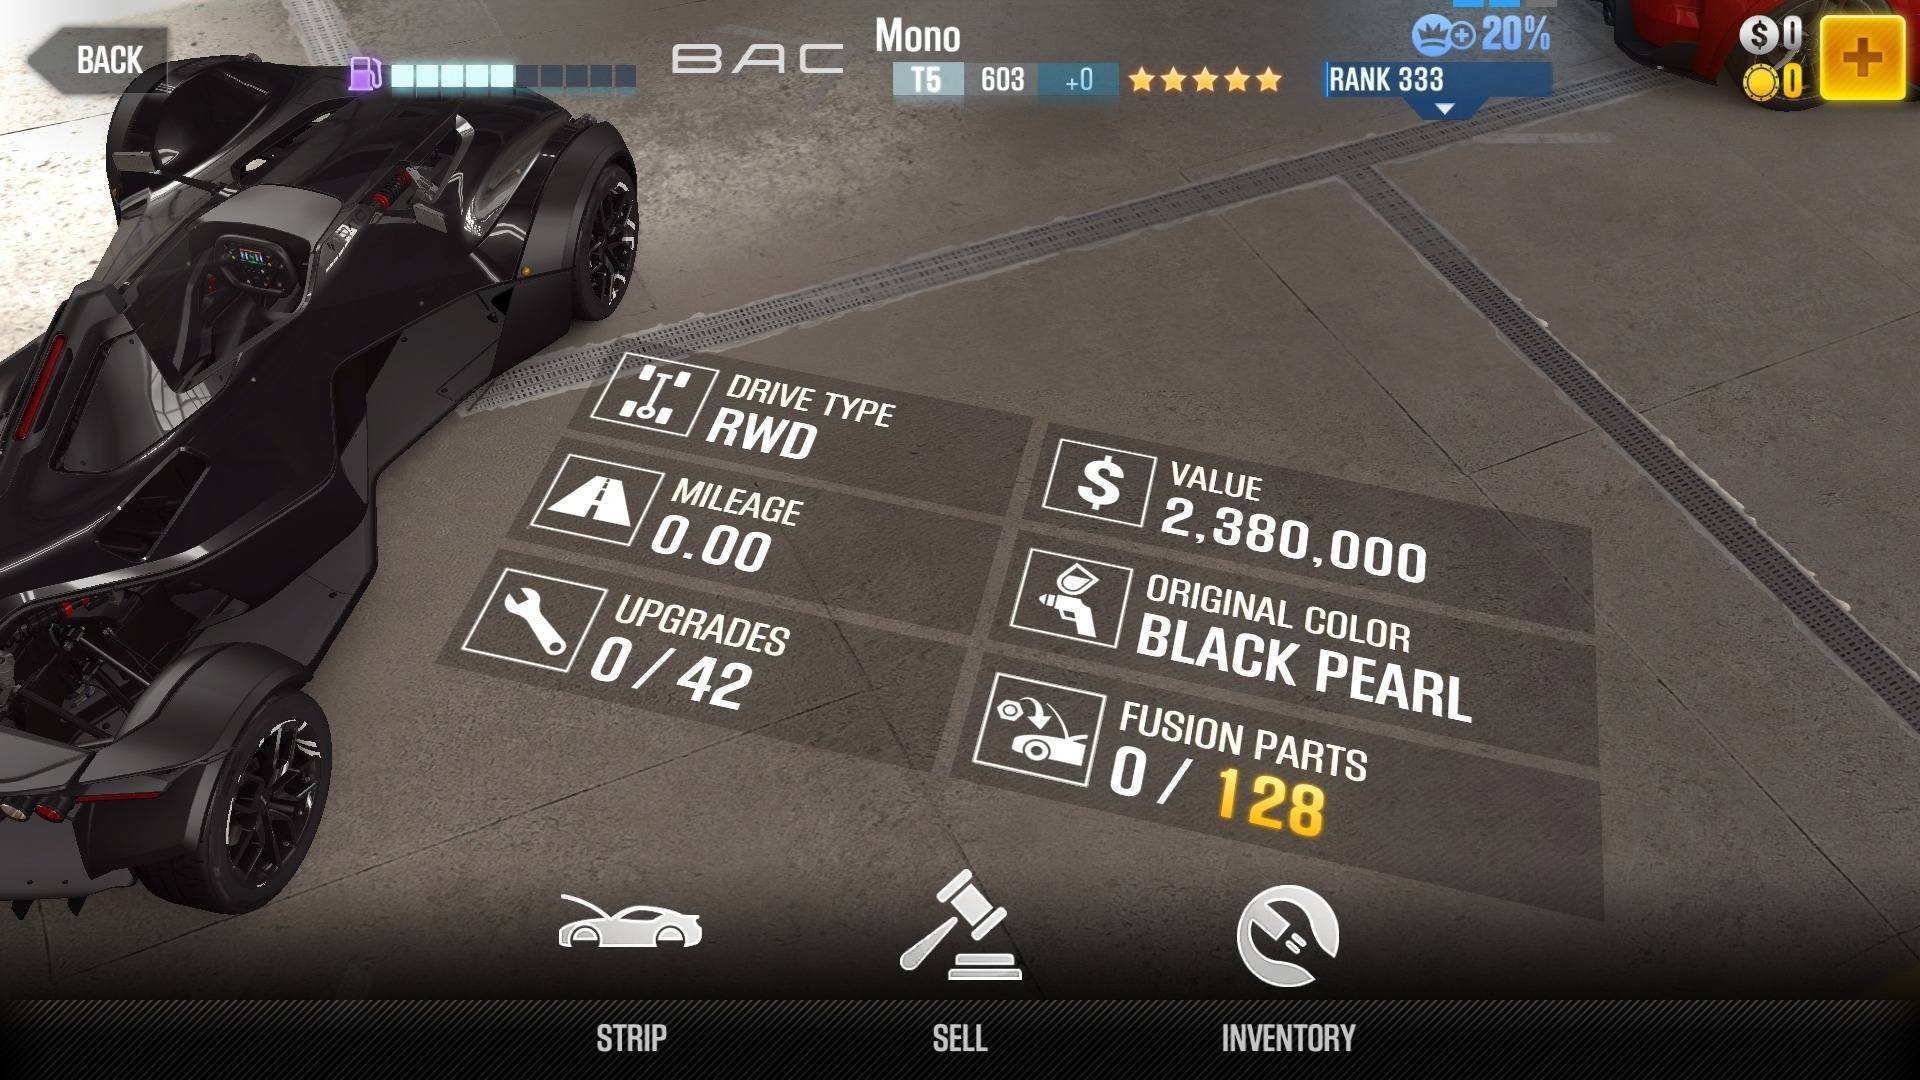 BACK
BAC
Mono
T5 603 +0
20%
RANK 333
$ 0
0
DRIVE TYPE
RWD
MILEAGE
0.00
UPGRADES
0 / 42
$
VALUE
2,380,000
ORIGINAL COLOR
BLACK PEARL
FUSION PARTS
0 / 128
STRIP
SELL
INVENTORY